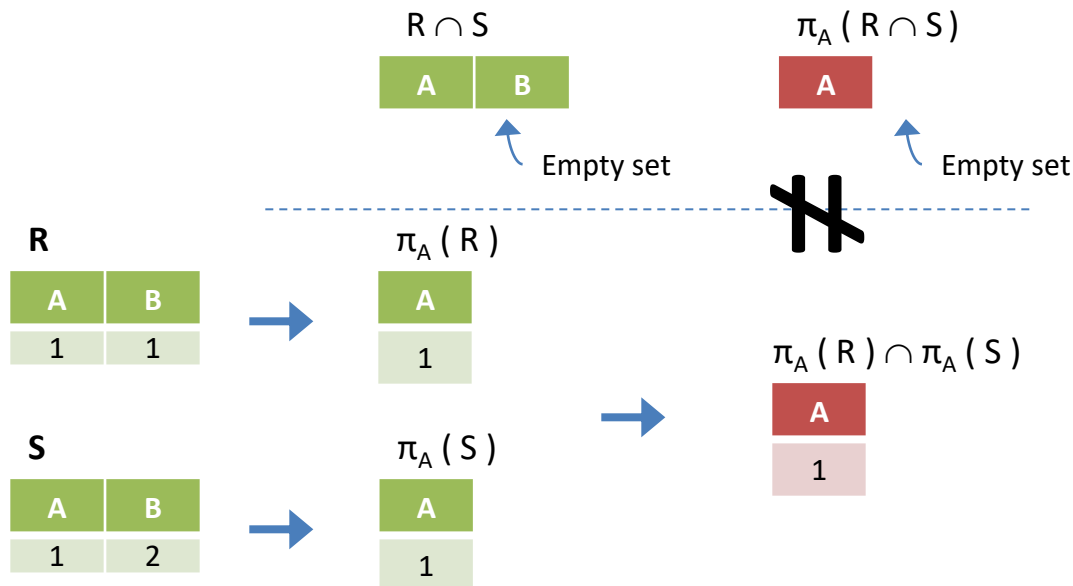 R ∩ S
A B
Empty set
π_A ( R ∩ S )
A
Empty set
R
A B
1 1
π_A ( R )
A
1
S
A B
1 2
π_A ( S )
A
1
π_A ( R ) ∩ π_A ( S )
A
1